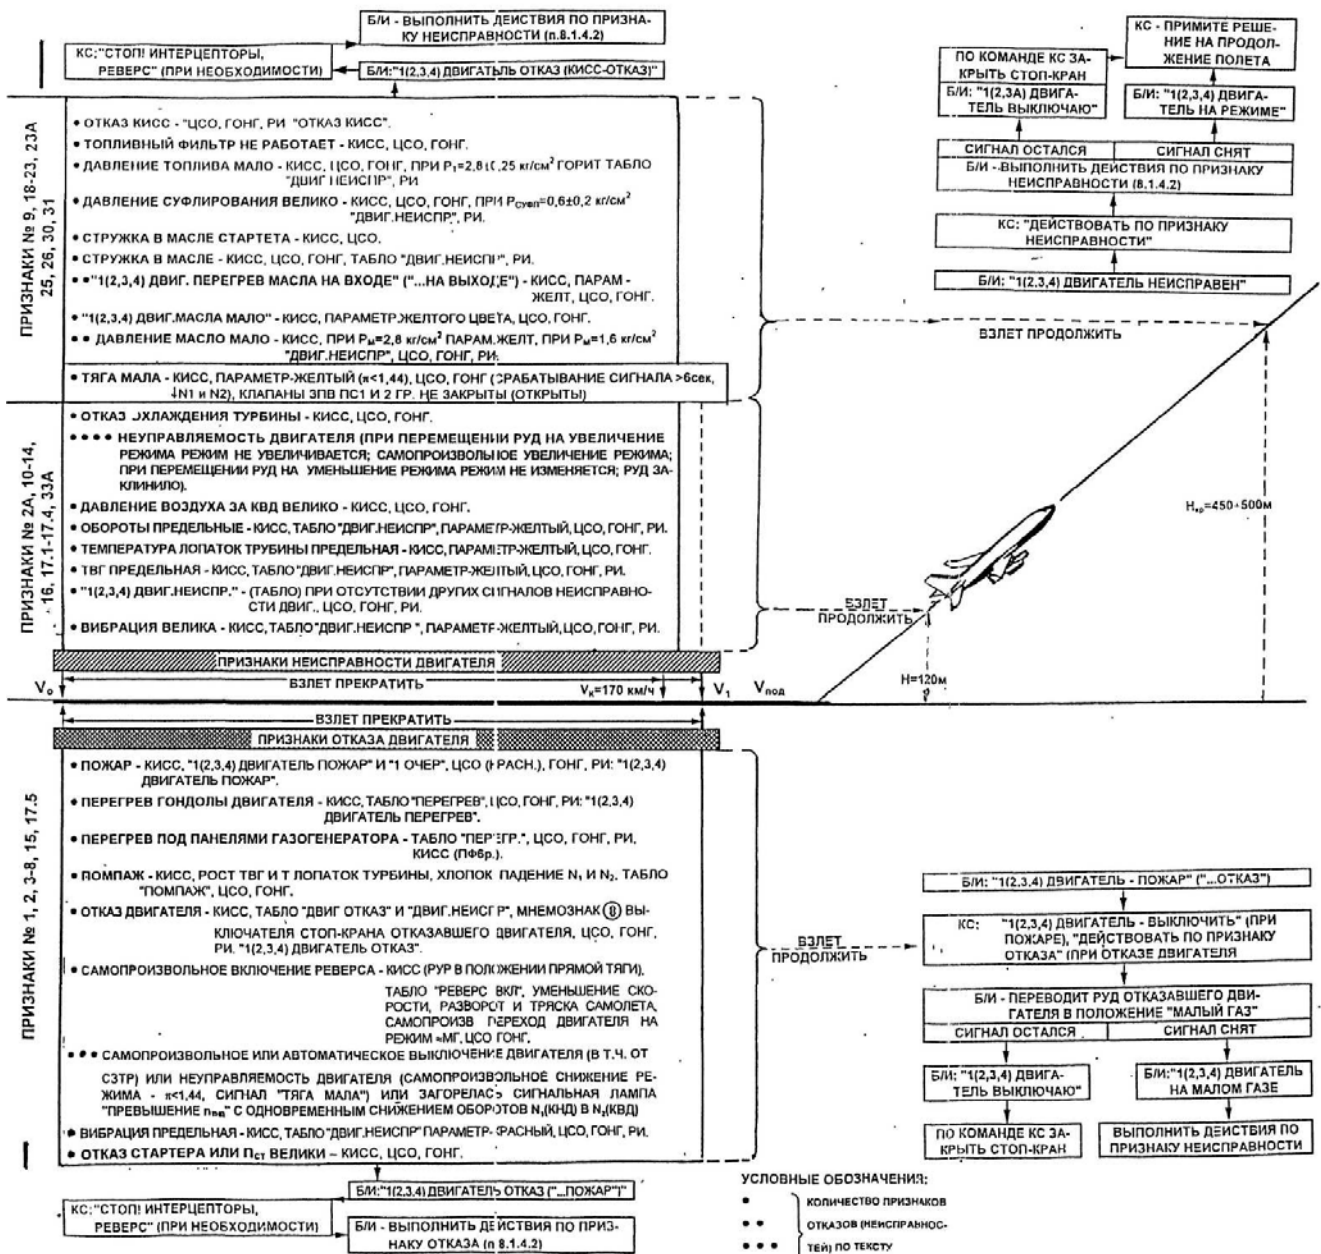 Б/И - ВЫПОЛНИТЬ ДЕЙСТВИЯ ПО ПРИЗНА-
КУ НЕИСПРАВНОСТИ (п.8.1.4.2)
КС:"СТОП! ИНТЕРЦЕПТОРЫ,
РЕВЕРС" (ПРИ НЕОБХОДИМОСТИ)
Б/И:"1(2,3,4) ДВИГАТЕЛЬ ОТКАЗ (КИСС-ОТКАЗ)"
ПРИЗНАКИ № 9, 18-23, 23А
25, 26, 30, 31
• ОТКАЗ КИСС - "ЦСО, ГОНГ, РИ "ОТКАЗ КИСС".
• ТОПЛИВНЫЙ ФИЛЬТР НЕ РАБОТАЕТ - КИСС, ЦСО, ГОНГ.
• ДАВЛЕНИЕ ТОПЛИВА МАЛО - КИСС, ЦСО, ГОНГ, ПРИ ГОРИТ ТАБЛО
"ДВИГ НЕИСПР", РИ
• ДАВЛЕНИЕ СУФЛИРОВАНИЯ ВЕЛИКО - КИСС, ЦСО, ГОНГ, ПРИ Pсуфл=0,6±0,2 кг/см²
"ДВИГ.НЕИСПР.", РИ.
• СТРУЖКА В МАСЛЕ СТАРТЕТА - КИСС, ЦСО.
• СТРУЖКА В МАСЛЕ - КИСС, ЦСО, ГОНГ, ТАБЛО "ДВИГ.НЕИСПР", РИ.
• •"1(2,3,4) ДВИГ. ПЕРЕГРЕВ МАСЛА НА ВХОДЕ" ("...НА ВЫХОДЕ") - КИСС, ПАРАМ -
ЖЕЛТ, ЦСО, ГОНГ.
• "1(2,3,4) ДВИГ.МАСЛА МАЛО" - КИСС, ПАРАМЕТР.ЖЕЛТОГО ЦВЕТА, ЦСО, ГОНГ.
• • ДАВЛЕНИЕ МАСЛО МАЛО - КИСС, ПРИ Pм=2,8 кг/см² ПАРАМ.ЖЕЛТ, ПРИ Pм=1,6 кг/см²
"ДВИГ.НЕИСПР", ЦСО, ГОНГ, РИ.
• ТЯГА МАЛА - КИСС, ПАРАМЕТР-ЖЕЛТЫЙ (π<1,44), ЦСО, ГОНГ (СРАБАТЫВАНИЕ СИГНАЛА >6сек,
↓N1 и N2), КЛАПАНЫ ЗПВ ПС1 И 2 ГР. НЕ ЗАКРЫТЫ (ОТКРЫТЫ)
ПРИЗНАКИ № 2А, 10-14,
16, 17.1-17.4, 33А
• ОТКАЗ ОХЛАЖДЕНИЯ ТУРБИНЫ - КИСС, ЦСО, ГОНГ.
• • • • НЕУПРАВЛЯЕМОСТЬ ДВИГАТЕЛЯ (ПРИ ПЕРЕМЕЩЕНИИ РУД НА УВЕЛИЧЕНИЕ
РЕЖИМА РЕЖИМ НЕ УВЕЛИЧИВАЕТСЯ; САМОПРОИЗВОЛЬНОЕ УВЕЛИЧЕНИЕ РЕЖИМА;
ПРИ ПЕРЕМЕЩЕНИИ РУД НА УМЕНЬШЕНИЕ РЕЖИМА РЕЖИМ НЕ ИЗМЕНЯЕТСЯ; РУД ЗА-
КЛИНИЛО).
• ДАВЛЕНИЕ ВОЗДУХА ЗА КВД ВЕЛИКО - КИСС, ЦСО, ГОНГ.
• ОБОРОТЫ ПРЕДЕЛЬНЫЕ - КИСС, ТАБЛО "ДВИГ.НЕИСПР", ПАРАМЕТР-ЖЕЛТЫЙ, ЦСО, ГОНГ, РИ.
• ТЕМПЕРАТУРА ЛОПАТОК ТРУБИНЫ ПРЕДЕЛЬНАЯ - КИСС, ПАРАМЕТР-ЖЕЛТЫЙ, ЦСО, ГОНГ.
• ТВГ ПРЕДЕЛЬНАЯ - КИСС, ТАБЛО "ДВИГ.НЕИСПР", ПАРАМЕТР-ЖЕЛТЫЙ, ЦСО, ГОНГ, РИ.
• "1(2,3,4) ДВИГ.НЕИСПР." - (ТАБЛО) ПРИ ОТСУТСТВИИ ДРУГИХ СИГНАЛОВ НЕИСПРАВНО-
СТИ ДВИГ., ЦСО, ГОНГ, РИ.
• ВИБРАЦИЯ ВЕЛИКА - КИСС, ТАБЛО "ДВИГ.НЕИСПР ", ПАРАМЕТР-ЖЕЛТЫЙ, ЦСО, ГОНГ, РИ.
ПРИЗНАКИ НЕИСПРАВНОСТИ ДВИГАТЕЛЯ
ВЗЛЕТ ПРЕКРАТИТЬ
V₀
Vк=170 км/ч
V₁
Vпод
ВЗЛЕТ ПРЕКРАТИТЬ
ПРИЗНАКИ ОТКАЗА ДВИГАТЕЛЯ
ПРИЗНАКИ № 1, 2, 3-8, 15, 17.5
• ПОЖАР - КИСС, "1(2,3,4) ДВИГАТЕЛЬ ПОЖАР" И "1 ОЧЕР", ЦСО (КРАСН.), ГОНГ, РИ: "1(2,3,4)
ДВИГАТЕЛЬ ПОЖАР".
• ПЕРЕГРЕВ ГОНДОЛЫ ДВИГАТЕЛЯ - КИСС, ТАБЛО "ПЕРЕГРЕВ", ЦСО, ГОНГ, РИ: "1(2,3,4)
ДВИГАТЕЛЬ ПЕРЕГРЕВ".
• ПЕРЕГРЕВ ПОД ПАНЕЛЯМИ ГАЗОГЕНЕРАТОРА - ТАБЛО "ПЕРЕГР.", ЦСО, ГОНГ, РИ,
КИСС (ПФбр.).
• ПОМПАЖ - КИСС, РОСТ ТВГ И Т ЛОПАТОК ТУРБИНЫ, ХЛОПОК ПАДЕНИЕ N₁ И N₂, ТАБЛО
"ПОМПАЖ", ЦСО, ГОНГ.
• ОТКАЗ ДВИГАТЕЛЯ - КИСС, ТАБЛО "ДВИГ ОТКАЗ" И "ДВИГ.НЕИСПР", МНЕМОЗНАК ⑧ ВЫ-
КЛЮЧАТЕЛЯ СТОП-КРАНА ОТКАЗАВШЕГО ДВИГАТЕЛЯ, ЦСО, ГОНГ,
РИ. "1(2,3,4) ДВИГАТЕЛЬ ОТКАЗ".
• САМОПРОИЗВОЛЬНОЕ ВКЛЮЧЕНИЕ РЕВЕРСА - КИСС (РУР В ПОЛОЖЕНИИ ПРЯМОЙ ТЯГИ),
ТАБЛО "РЕВЕРС ВКЛ", УМЕНЬШЕНИЕ СКО-
РОСТИ, РАЗВОРОТ И ТРЯСКА САМОЛЕТА,
САМОПРОИЗВ ПЕРЕХОД ДВИГАТЕЛЯ НА
РЕЖИМ ≈МГ, ЦСО ГОНГ.
• • • САМОПРОИЗВОЛЬНОЕ ИЛИ АВТОМАТИЧЕСКОЕ ВЫКЛЮЧЕНИЕ ДВИГАТЕЛЯ (В Т.Ч. ОТ
СЗТР) ИЛИ НЕУПРАВЛЯЕМОСТЬ ДВИГАТЕЛЯ (САМОПРОИЗВОЛЬНОЕ СНИЖЕНИЕ РЕ-
ЖИМА - π<1,44, СИГНАЛ "ТЯГА МАЛА") ИЛИ ЗАГОРЕЛАСЬ СИГНАЛЬНАЯ ЛАМПА
"ПРЕВЫШЕНИЕ С ОДНОВРЕМЕННЫМ СНИЖЕНИЕМ ОБОРОТОВ N₁(КНД) В N₂(КВД)
• ВИБРАЦИЯ ПРЕДЕЛЬНАЯ - КИСС, ТАБЛО "ДВИГ.НЕИСПР" ПАРАМЕТР-КРАСНЫЙ, ЦСО, ГОНГ, РИ.
• ОТКАЗ СТАРТЕРА ИЛИ Пст ВЕЛИКИ – КИСС, ЦСО, ГОНГ.
Б/И:"1(2,3,4) ДВИГАТЕЛЬ ОТКАЗ ("...ПОЖАР")"
КС:"СТОП! ИНТЕРЦЕПТОРЫ,
РЕВЕРС" (ПРИ НЕОБХОДИМОСТИ)
Б/И - ВЫПОЛНИТЬ ДЕЙСТВИЯ ПО ПРИЗ-
НАКУ ОТКАЗА (п 8.1.4.2)
КС - ПРИМИТЕ РЕШЕ-
НИЕ НА ПРОДОЛ-
ЖЕНИЕ ПОЛЕТА
ПО КОМАНДЕ КС ЗА-
КРЫТЬ СТОП-КРАН
Б/И: "1(2,3А) ДВИГА-
ТЕЛЬ ВЫКЛЮЧАЮ"
Б/И: "1(2,3,4) ДВИГА-
ТЕЛЬ НА РЕЖИМЕ"
СИГНАЛ ОСТАЛСЯ
СИГНАЛ СНЯТ
Б/И - ВЫПОЛНИТЬ ДЕЙСТВИЯ ПО ПРИЗНАКУ
НЕИСПРАВНОСТИ (8.1.4.2)
КС: "ДЕЙСТВОВАТЬ ПО ПРИЗНАКУ
НЕИСПРАВНОСТИ"
Б/И: "1(2,3,4) ДВИГАТЕЛЬ НЕИСПРАВЕН"
ВЗЛЕТ ПРОДОЛЖИТЬ
Нкр=450÷500м
ВЗЛЕТ
ПРОДОЛЖИТЬ
Н=120м
Б/И: "1(2,3,4) ДВИГАТЕЛЬ - ПОЖАР" ("...ОТКАЗ")
ВЗЛЕТ
ПРОДОЛЖИТЬ
КС: "1(2,3,4) ДВИГАТЕЛЬ - ВЫКЛЮЧИТЬ" (ПРИ
ПОЖАРЕ), "ДЕЙСТВОВАТЬ ПО ПРИЗНАКУ
ОТКАЗА" (ПРИ ОТКАЗЕ ДВИГАТЕЛЯ
Б/И - ПЕРЕВОДИТ РУД ОТКАЗАВШЕГО ДВИ-
ГАТЕЛЯ В ПОЛОЖЕНИЕ "МАЛЫЙ ГАЗ"
СИГНАЛ ОСТАЛСЯ
СИГНАЛ СНЯТ
Б/И; "1(2,3,4) ДВИГА-
ТЕЛЬ ВЫКЛЮЧАЮ"
Б/И:"1(2,3,4) ДВИГАТЕЛЬ
НА МАЛОМ ГАЗЕ
ПО КОМАНДЕ КС ЗА-
КРЫТЬ СТОП-КРАН
ВЫПОЛНИТЬ ДЕЙСТВИЯ ПО
ПРИЗНАКУ НЕИСПРАВНОСТИ
УСЛОВНЫЕ ОБОЗНАЧЕНИЯ:
• КОЛИЧЕСТВО ПРИЗНАКОВ
• • ОТКАЗОВ (НЕИСПРАВНОС-
• • • ТЕЙ) ПО ТЕКСТУ